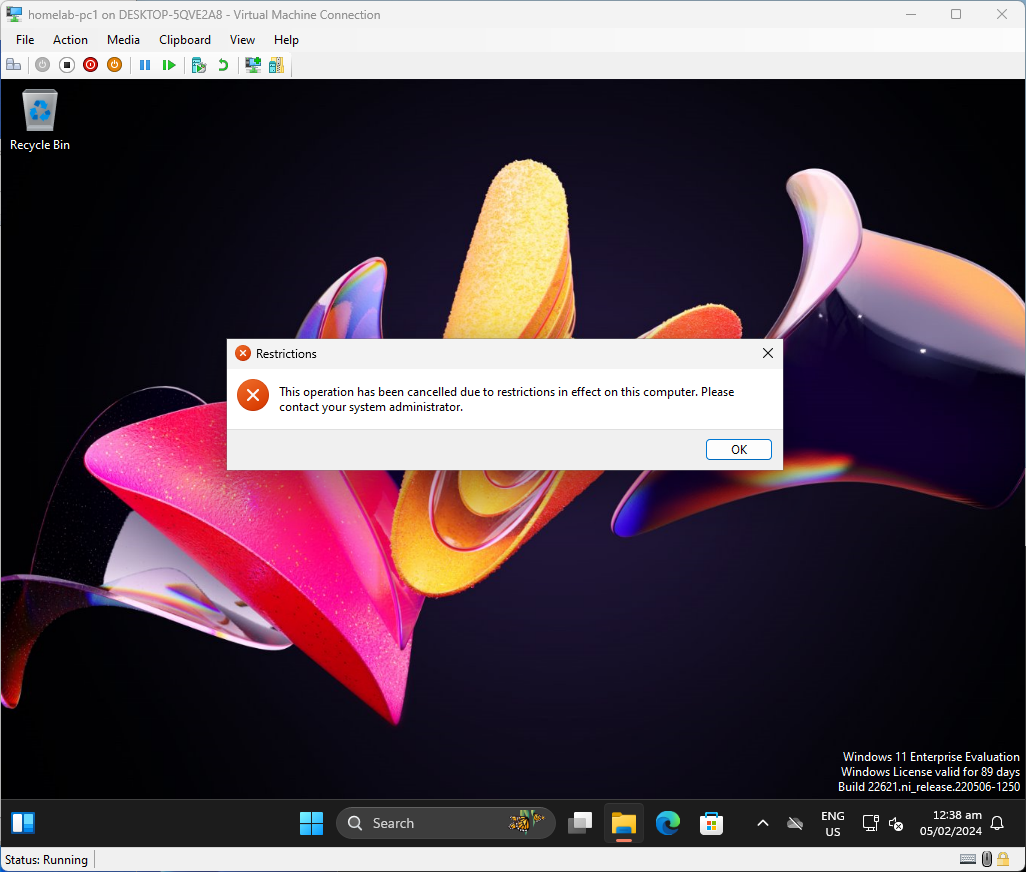 homelab-pc1 on DESKTOP-5QVE2A8 - Virtual Machine Connection
File Action Media Clipboard View Help
Recycle Bin
Restrictions
This operation has been cancelled due to restrictions in effect on this computer. Please
contact your system administrator.
OK
Windows 11 Enterprise Evaluation
Windows License valid for 89 days
Build 22621.ni_release.220506-1250
Search
ENG
US
12:38 am
05/02/2024
Status: Running